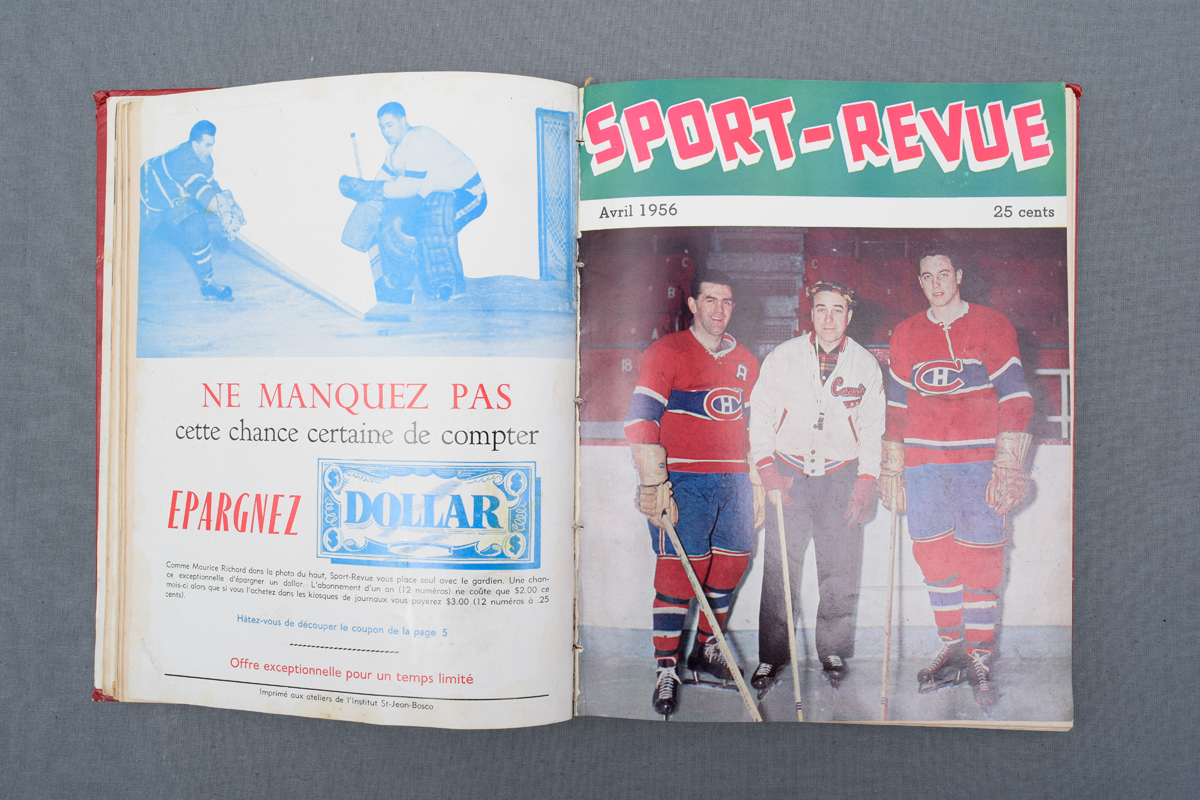 NE MANQUEZ PAS
cette chance certaine de compter
EPARGNEZ
DOLLAR
$ $
$ $
Comme Maurice Richard dans la photo du haut, Sport-Revue vous place seul avec le gardien. Une chan-
ce exceptionnelle d'épargner un dollar. L'abonnement d'un an (12 numéros) ne coûte que $2.00 ce
mois-ci alors que si vous l'achetez dans les kiosques de journaux vous payerez $3.00 (12 numéros à .25
cents).
Hâtez-vous de découper le coupon de la page 5
Offre exceptionnelle pour un temps limité
Imprimé aux ateliers de l'Institut St-Jean-Bosco
SPORT-REVUE
Avril 1956
25 cents
C
C
B
A
18
A
CH
CH